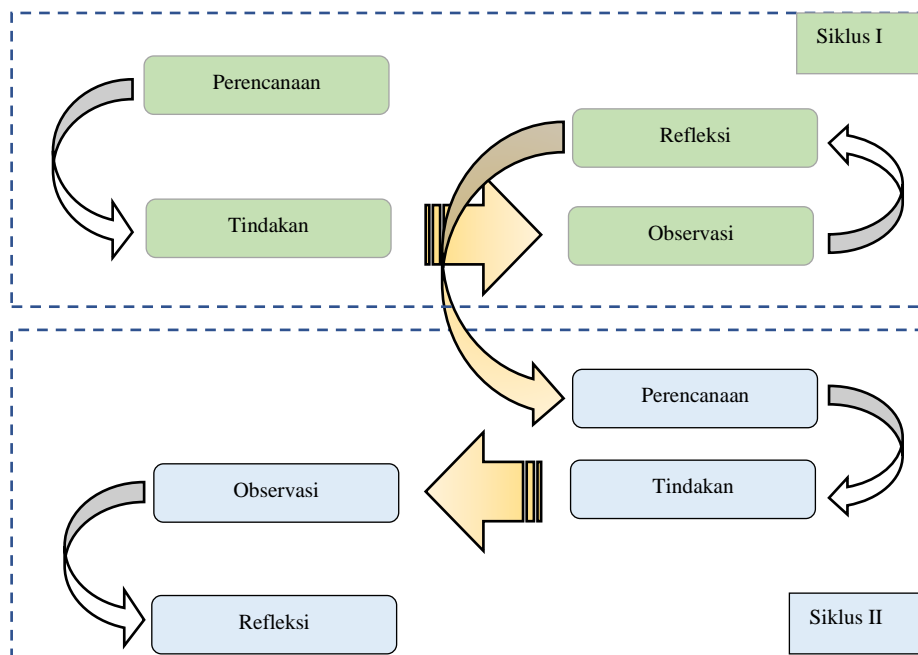 Siklus I
Perencanaan
Refleksi
Tindakan
Observasi
Perencanaan
Observasi
Tindakan
Refleksi
Siklus II